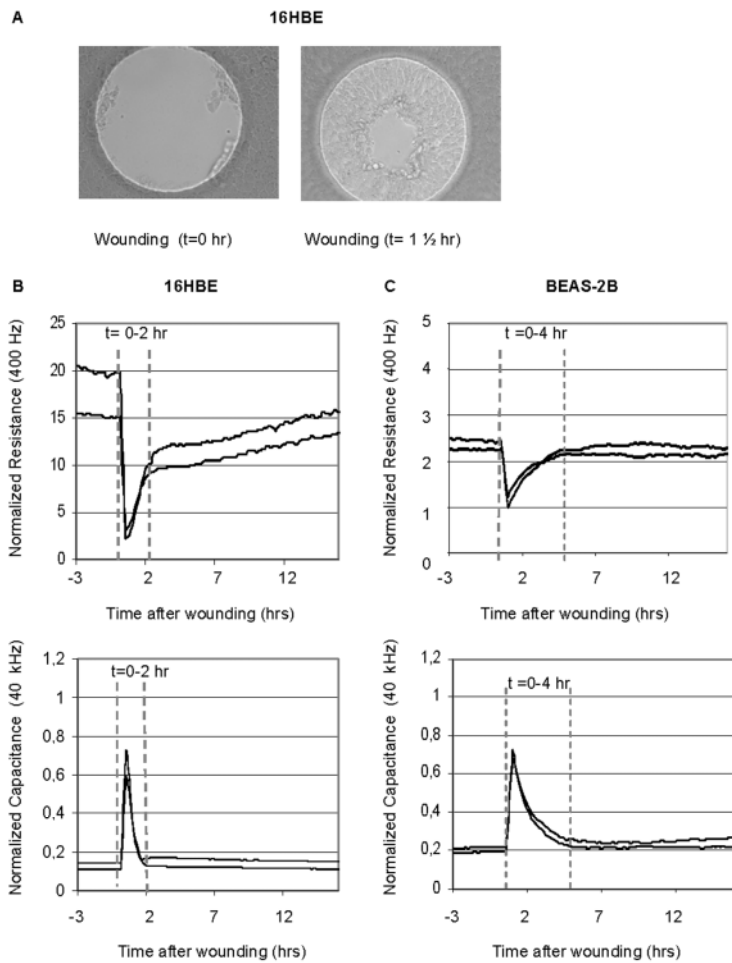 A
16HBE
Wounding (t=0 hr)
Wounding (t= 1 ½ hr)
B
16HBE
Normalized Resistance (400 Hz)
25
20
15
10
5
0
t= 0-2 hr
-3
2
7
12
Time after wounding (hrs)
C
BEAS-2B
Normalized Resistance (400 Hz)
5
4
3
2
1
0
t =0-4 hr
-3
2
7
12
Time after wounding (hrs)
Normalized Capacitance (40 kHz)
1,2
1
0,8
0,6
0,4
0,2
0
t=0-2 hr
-3
2
7
12
Time after wounding (hrs)
Normalized Capacitance (40 kHz)
1,2
1
0,8
0,6
0,4
0,2
0
t =0-4 hr
-3
2
7
12
Time after wounding (hrs)